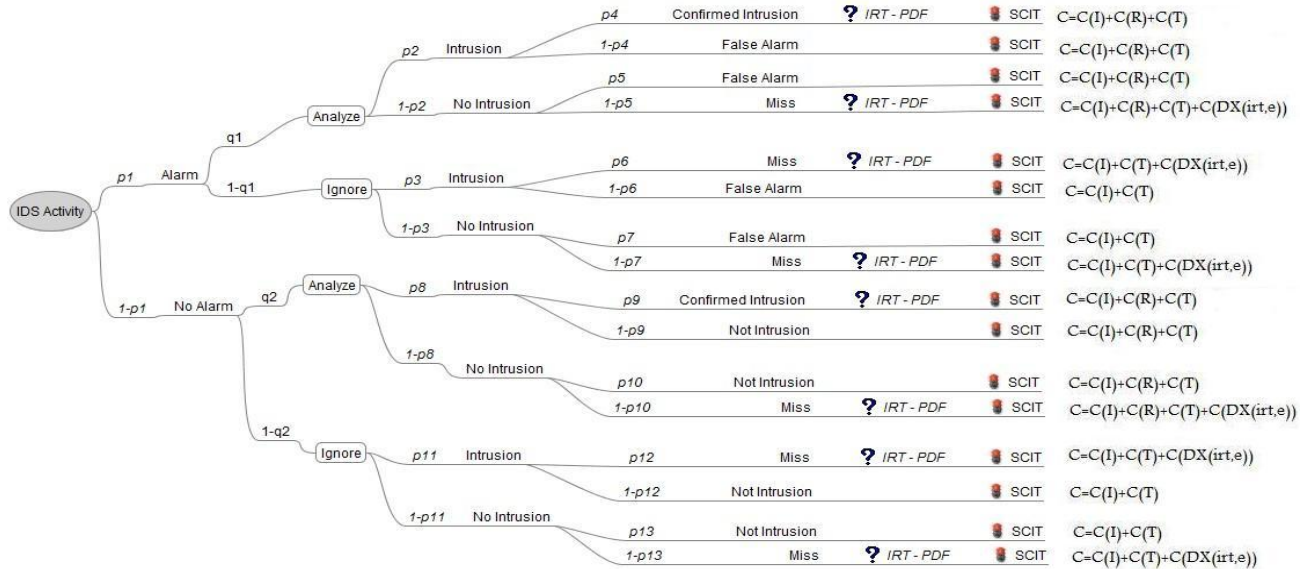 p4 Confirmed Intrusion ? IRT - PDF SCIT C=C(I)+C(R)+C(T)
p2 Intrusion
1-p4 False Alarm SCIT C=C(I)+C(R)+C(T)
p5 False Alarm SCIT C=C(I)+C(R)+C(T)
1-p2 No Intrusion
1-p5 Miss ? IRT - PDF SCIT C=C(I)+C(R)+C(T)+C(DX(irt,e))
Analyze
q1
p6 Miss ? IRT - PDF SCIT C=C(I)+C(T)+C(DX(irt,e))
p1 Alarm
p3 Intrusion
1-q1 Ignore
1-p6 False Alarm SCIT C=C(I)+C(T)
IDS Activity
1-p3 No Intrusion
p7 False Alarm SCIT C=C(I)+C(T)
1-p7 Miss ? IRT - PDF SCIT C=C(I)+C(T)+C(DX(irt,e))
q2 Analyze
p8 Intrusion
p9 Confirmed Intrusion ? IRT - PDF SCIT C=C(I)+C(R)+C(T)
1-p1 No Alarm
1-p9 Not Intrusion SCIT C=C(I)+C(R)+C(T)
1-p8 No Intrusion
p10 Not Intrusion SCIT C=C(I)+C(R)+C(T)
1-p10 Miss ? IRT - PDF SCIT C=C(I)+C(R)+C(T)+C(DX(irt,e))
1-q2 Ignore
p11 Intrusion
p12 Miss ? IRT - PDF SCIT C=C(I)+C(T)+C(DX(irt,e))
1-p12 Not Intrusion SCIT C=C(I)+C(T)
1-p11 No Intrusion
p13 Not Intrusion SCIT C=C(I)+C(T)
1-p13 Miss ? IRT - PDF SCIT C=C(I)+C(T)+C(DX(irt,e))